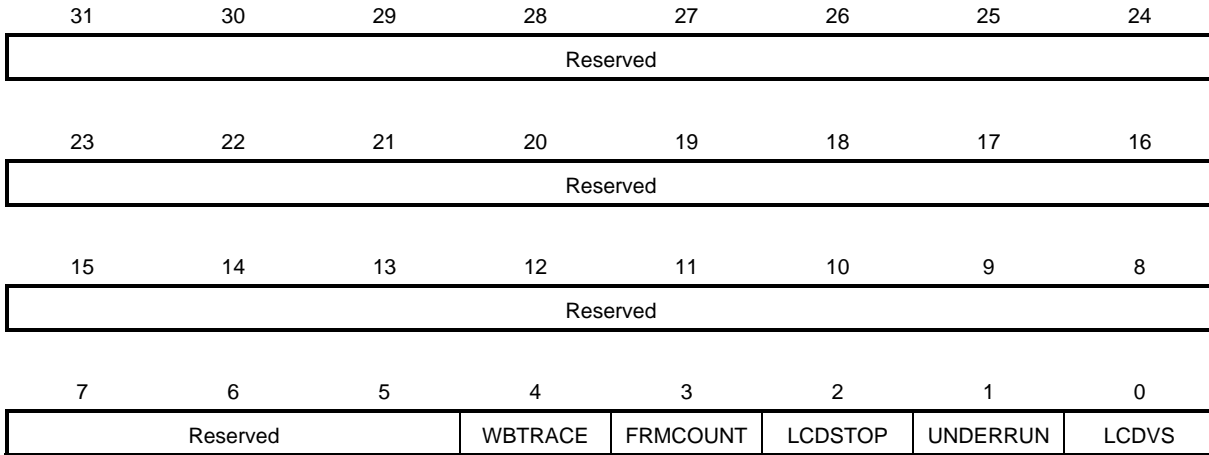 31 30 29 28 27 26 25 24
Reserved
23 22 21 20 19 18 17 16
Reserved
15 14 13 12 11 10 9 8
Reserved
7 6 5 4 3 2 1 0
Reserved WBTRACE FRMCOUNT LCDSTOP UNDERRUN LCDVS